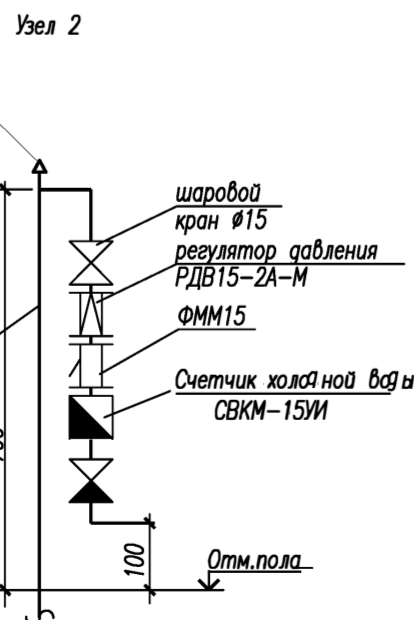 Узел 2
шаровой
кран ø15
регулятор давления
РДВ15-2А-М
ФММ15
Счетчик холодной воды
СВКМ-15УИ
100
Отм.пола